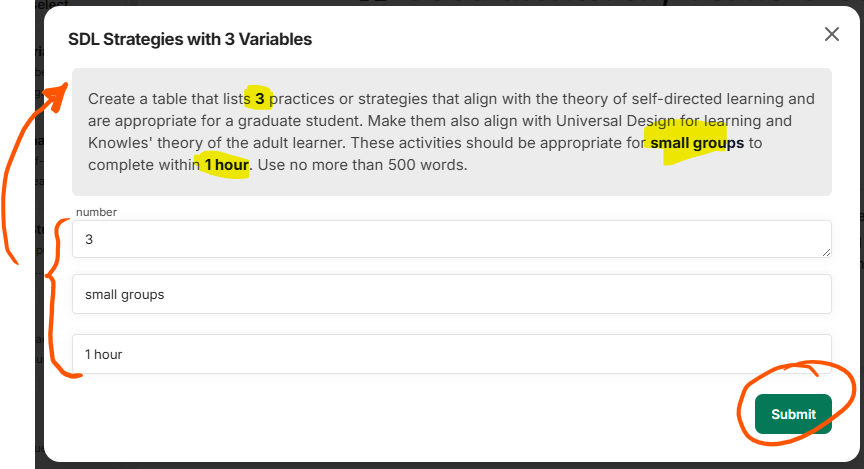 SDL Strategies with 3 Variables
Create a table that lists 3 practices or strategies that align with the theory of self-directed learning and
are appropriate for a graduate student. Make them also align with Universal Design for learning and
Knowles' theory of the adult learner. These activities should be appropriate for small groups to
complete within 1 hour. Use no more than 500 words.
number
3
small groups
1 hour
Submit